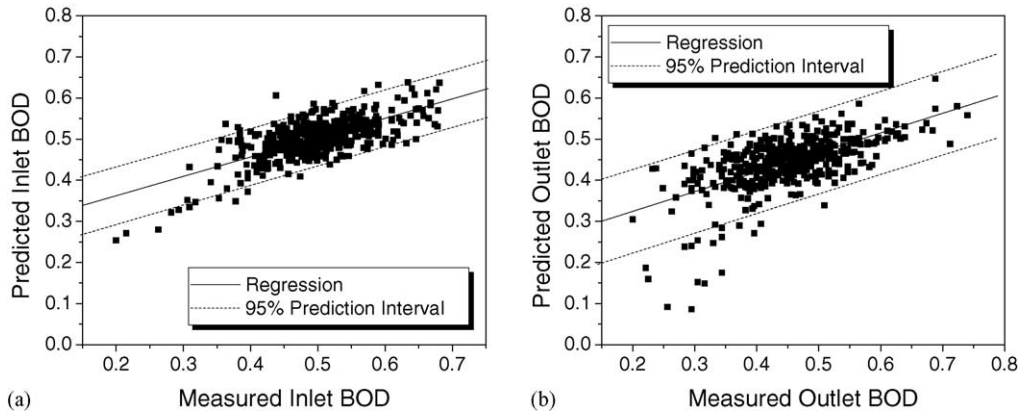 0.8
0.7
0.6
0.5
0.4
0.3
0.2
0.1
0.0
Predicted Inlet BOD
Regression
95% Prediction Interval
0.2 0.3 0.4 0.5 0.6 0.7
(a) Measured Inlet BOD
0.8
0.7
0.6
0.5
0.4
0.3
0.2
0.1
0.0
Predicted Outlet BOD
Regression
95% Prediction Interval
0.2 0.3 0.4 0.5 0.6 0.7 0.8
(b) Measured Outlet BOD